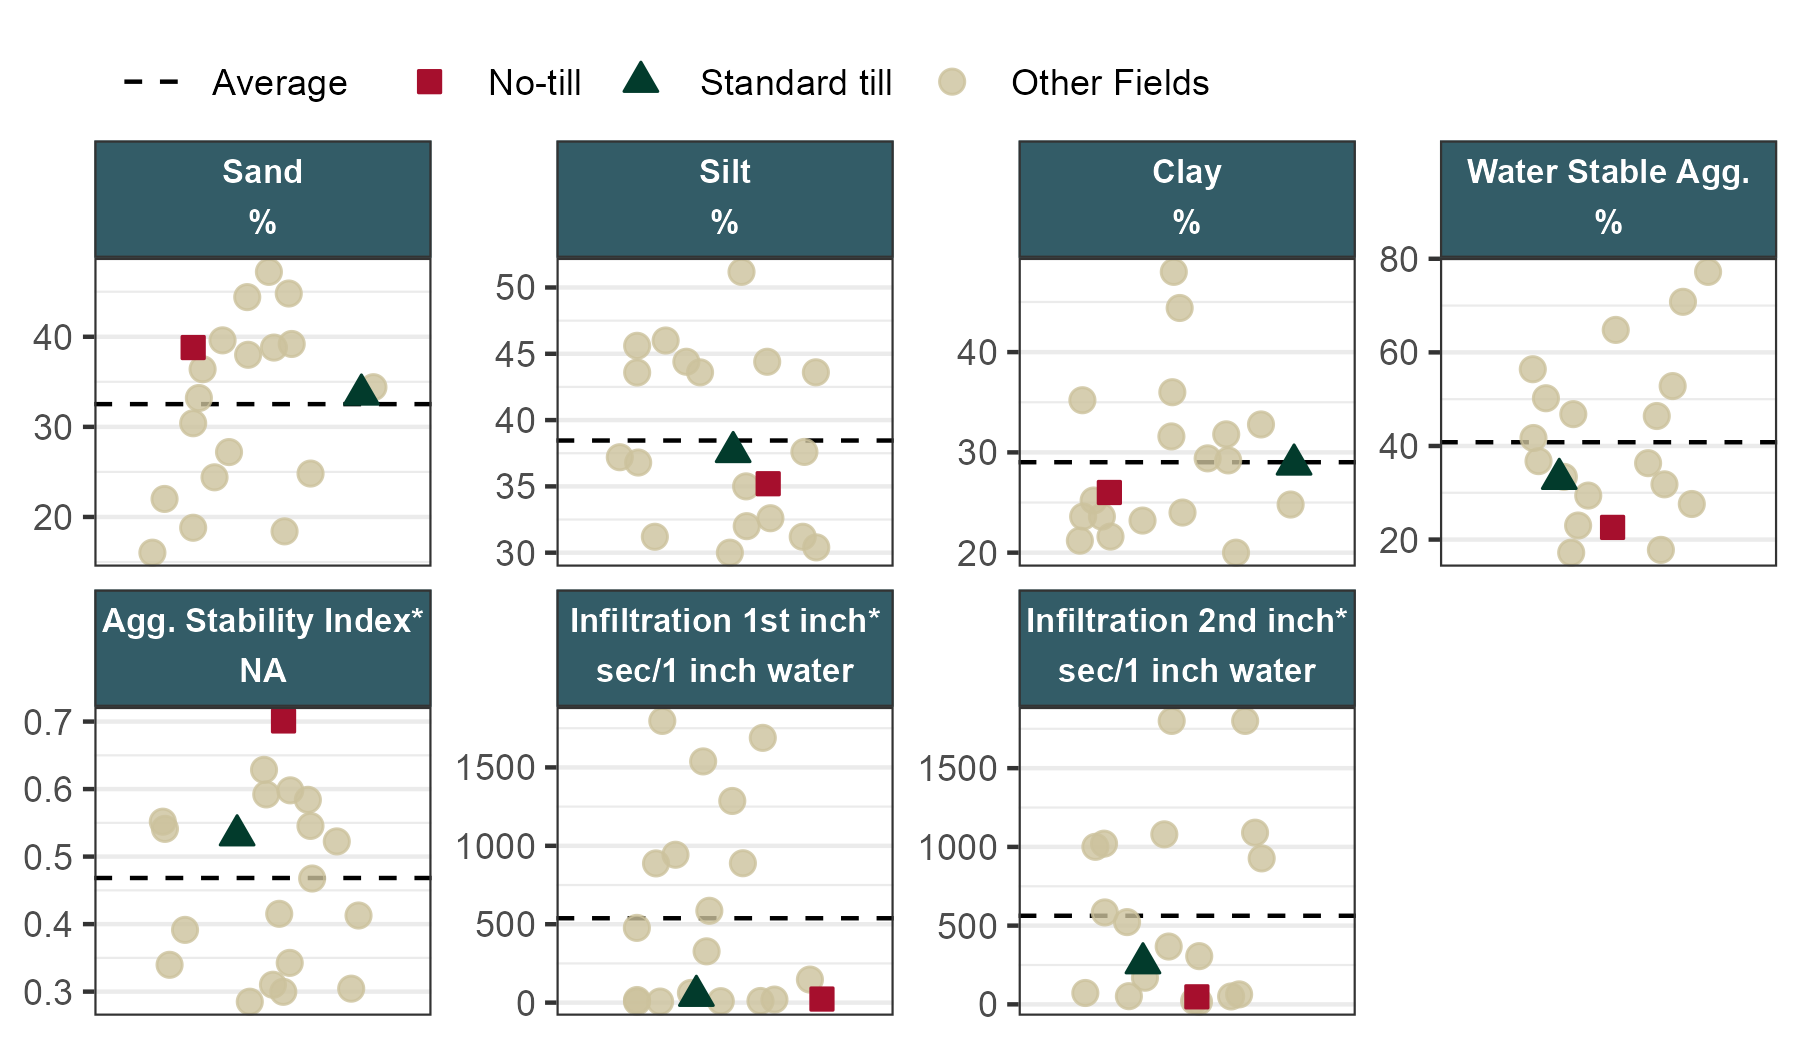 Average No-till Standard till Other Fields
Sand
%
40
30
20
Silt
%
50
45
40
35
30
Clay
%
40
30
20
Water Stable Agg.
%
80
60
40
20
Agg. Stability Index*
NA
0.7
0.6
0.5
0.4
0.3
Infiltration 1st inch*
sec/1 inch water
1500
1000
500
0
Infiltration 2nd inch*
sec/1 inch water
1500
1000
500
0